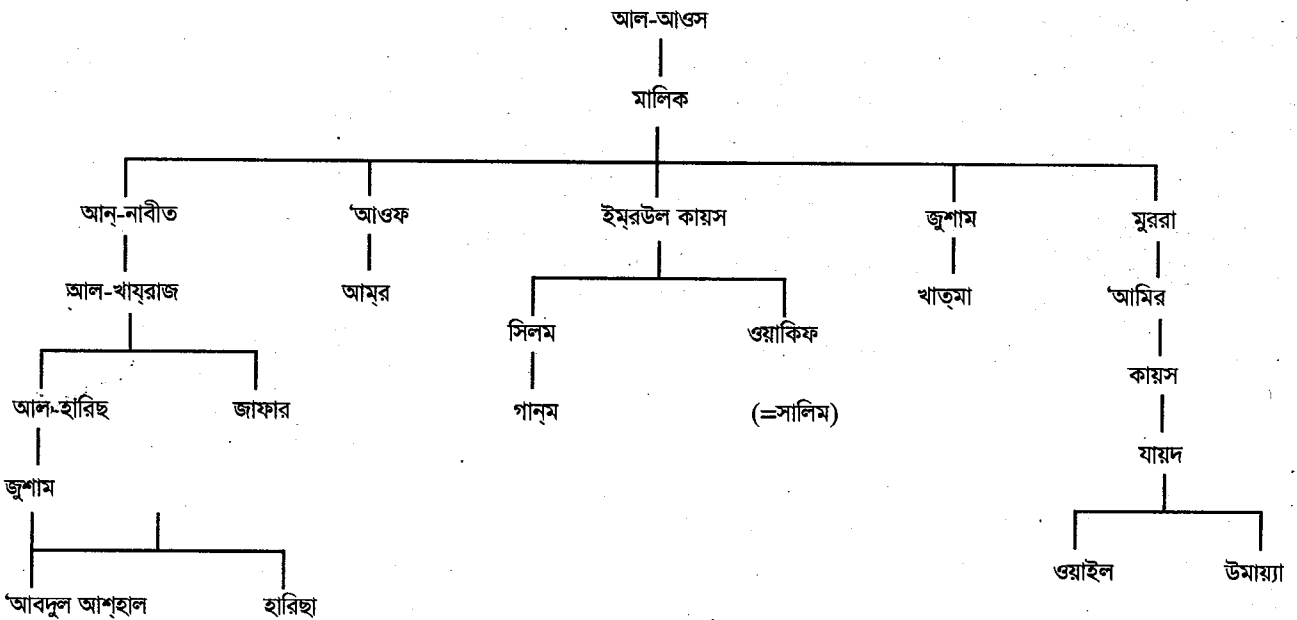 আল-আওস
মালিক
আন্-নাবীত ‘আওফ ইম্‌রউল কায়স জুশাম মুররা
আল-খায্‌রাজ আম্‌র খাত্‌মা ‘আমির
সিলম ওয়াকিফ
কায়স
আল-হারিছ জাফার গান্‌ম (=সালিম)
যায়দ
জুশাম
ওয়াইল উমায়্যা
‘আবদুল আশ্‌হাল হারিছা